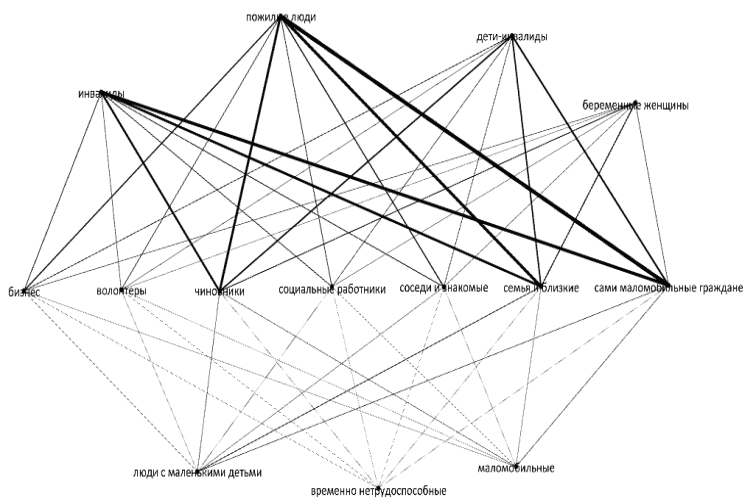 пожилые люди
дети-инвалиды
инвалиды
беременные женщины
бизнес
волонтеры
чиновники
социальные работники
соседи и знакомые
семья и близкие
сами маломобильные граждане
люди с маленькими детьми
маломобильные
временно нетрудоспособные